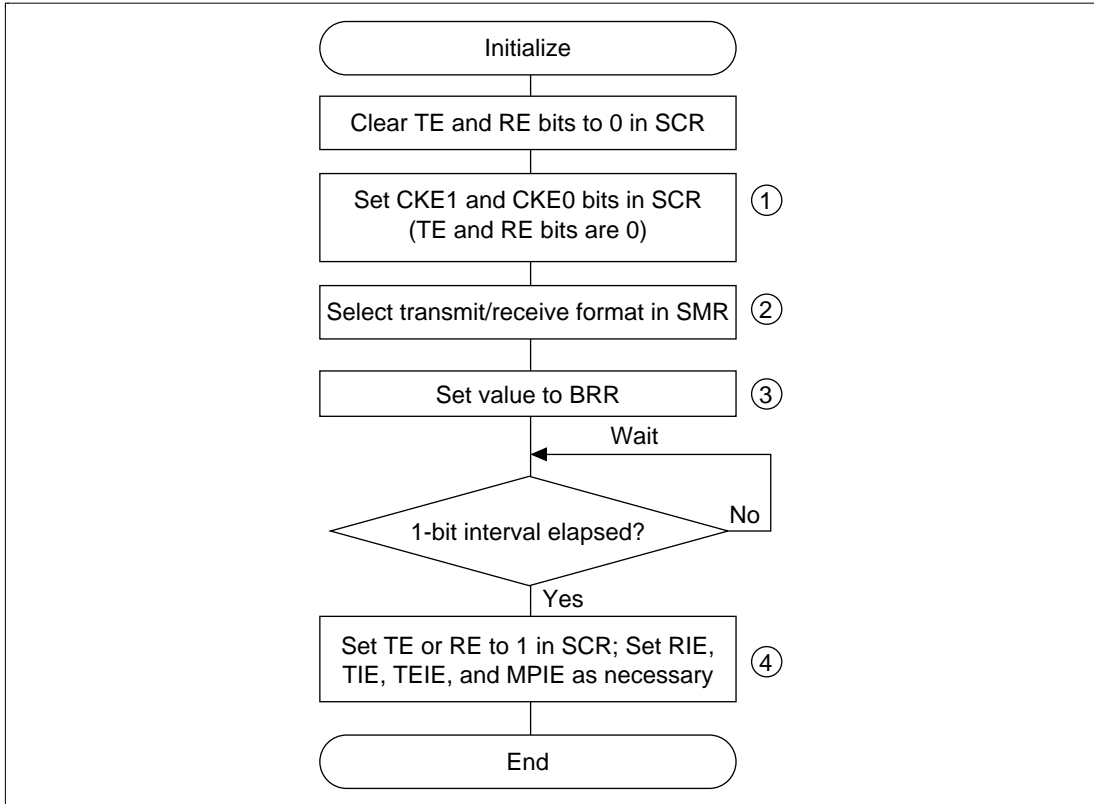 Initialize
Clear TE and RE bits to 0 in SCR
Set CKE1 and CKE0 bits in SCR
(TE and RE bits are 0)
1
Select transmit/receive format in SMR
2
Set value to BRR
3
Wait
1-bit interval elapsed?
No
Yes
Set TE or RE to 1 in SCR; Set RIE,
TIE, TEIE, and MPIE as necessary
4
End